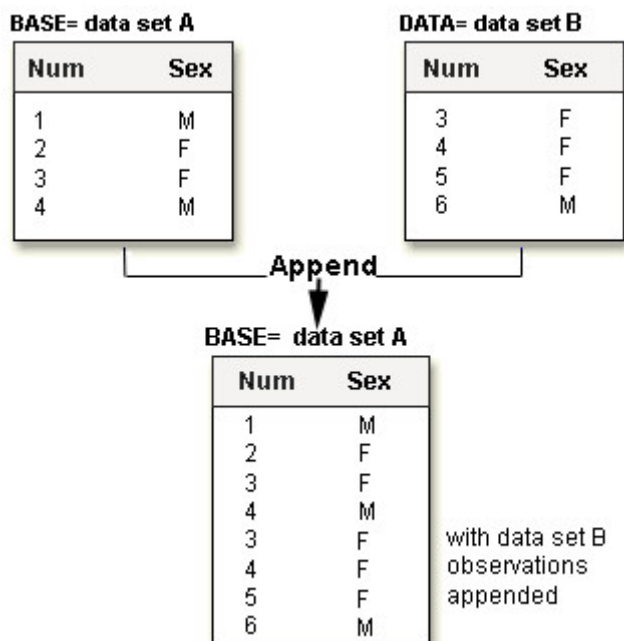 BASE= data set A
Num Sex
1 M
2 F
3 F
4 M
DATA= data set B
Num Sex
3 F
4 F
5 F
6 M
Append
BASE= data set A
Num Sex
1 M
2 F
3 F
4 M
3 F
4 F
5 F
6 M
with data set B
observations
appended